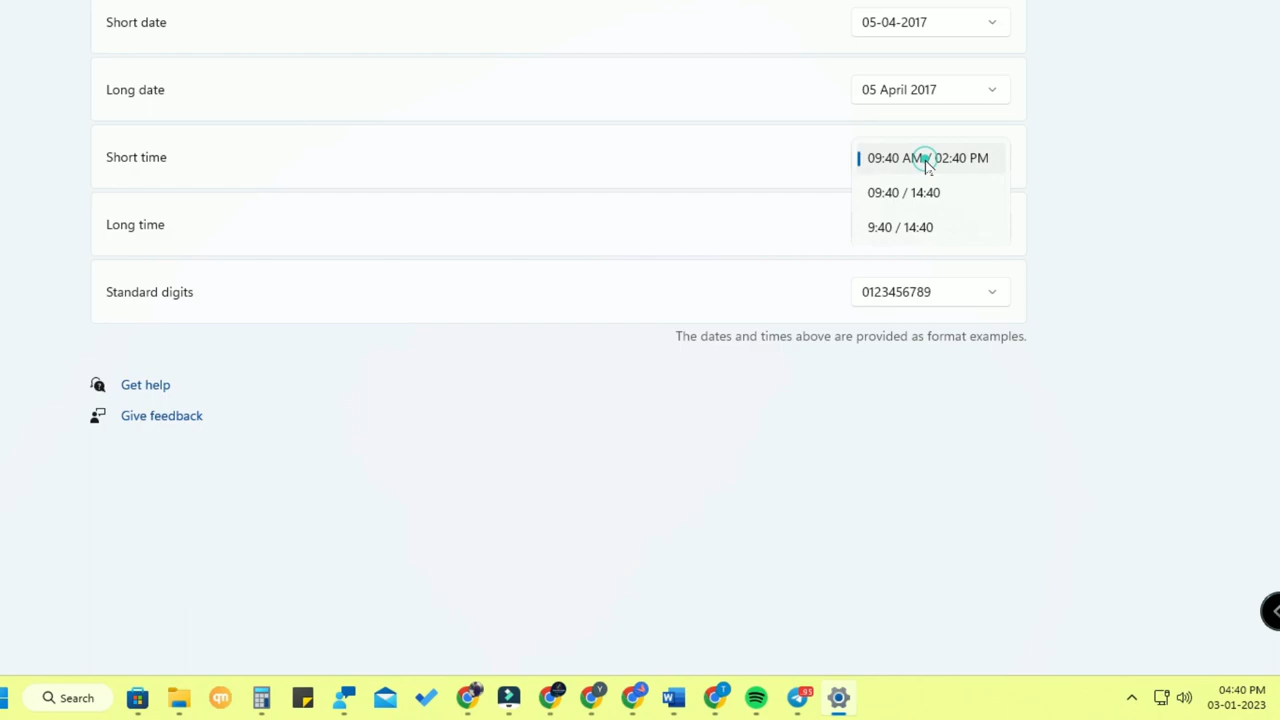 Short date
05-04-2017
Long date
05 April 2017
Short time
09:40 AM / 02:40 PM
09:40 / 14:40
9:40 / 14:40
Long time
Standard digits
0123456789
The dates and times above are provided as format examples.
Get help
Give feedback
Search
qm
Y
W
T
95
04:40 PM
03-01-2023